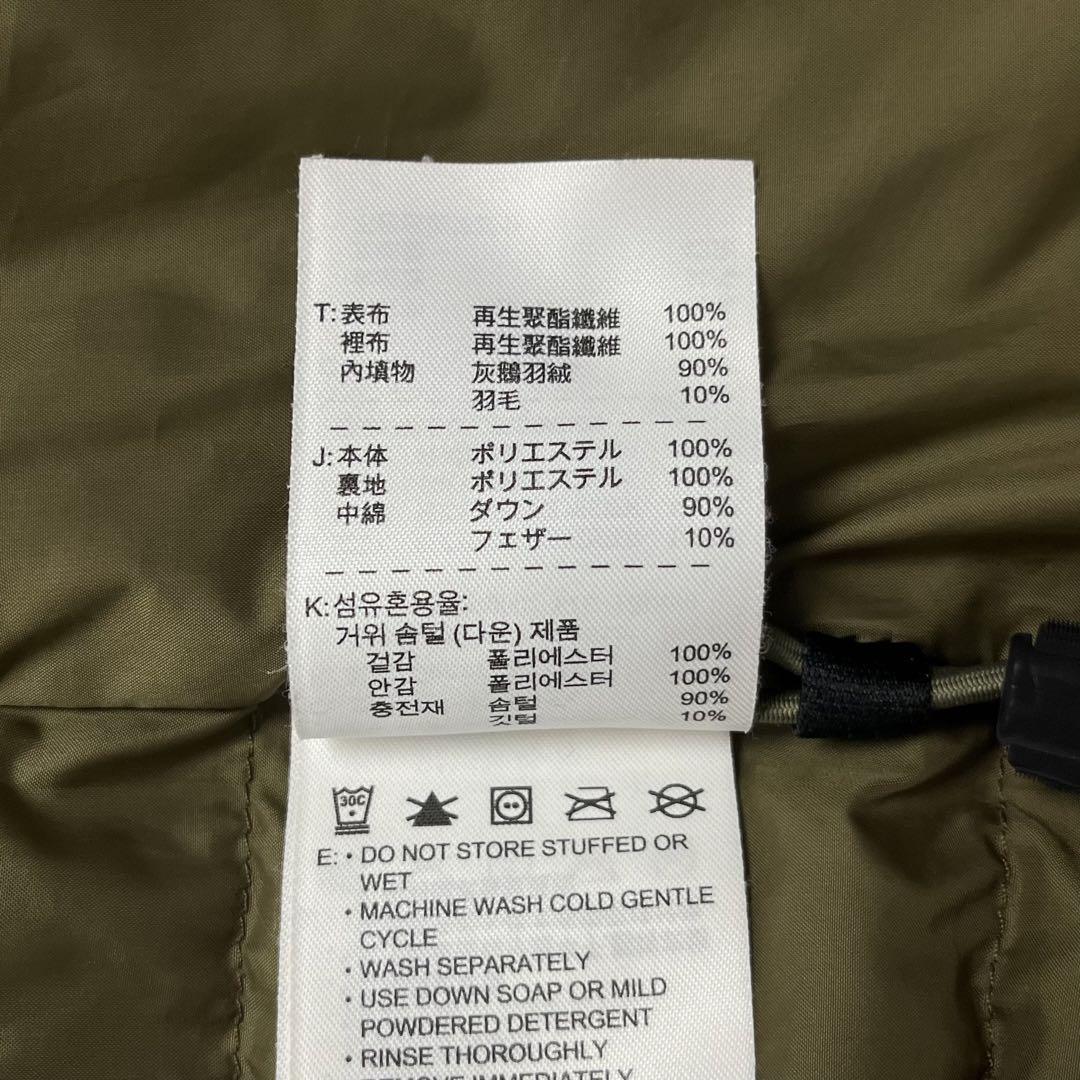 T:表布 再生聚酯纖維 100%
裡布 再生聚酯纖維 100%
內填物 灰鵝羽絨 90%
羽毛 10%
J:本体 ポリエステル 100%
裏地 ポリエステル 100%
中綿 ダウン 90%
フェザー 10%
K:섬유혼용율:
거위 솜털 (다운) 제품
겉감 폴리에스터 100%
안감 폴리에스터 100%
충전재 솜털 90%
깃털 10%
30C
E: • DO NOT STORE STUFFED OR
WET
• MACHINE WASH COLD GENTLE
CYCLE
• WASH SEPARATELY
• USE DOWN SOAP OR MILD
POWDERED DETERGENT
• RINSE THOROUGHLY
• REMOVE IMMEDIATELY